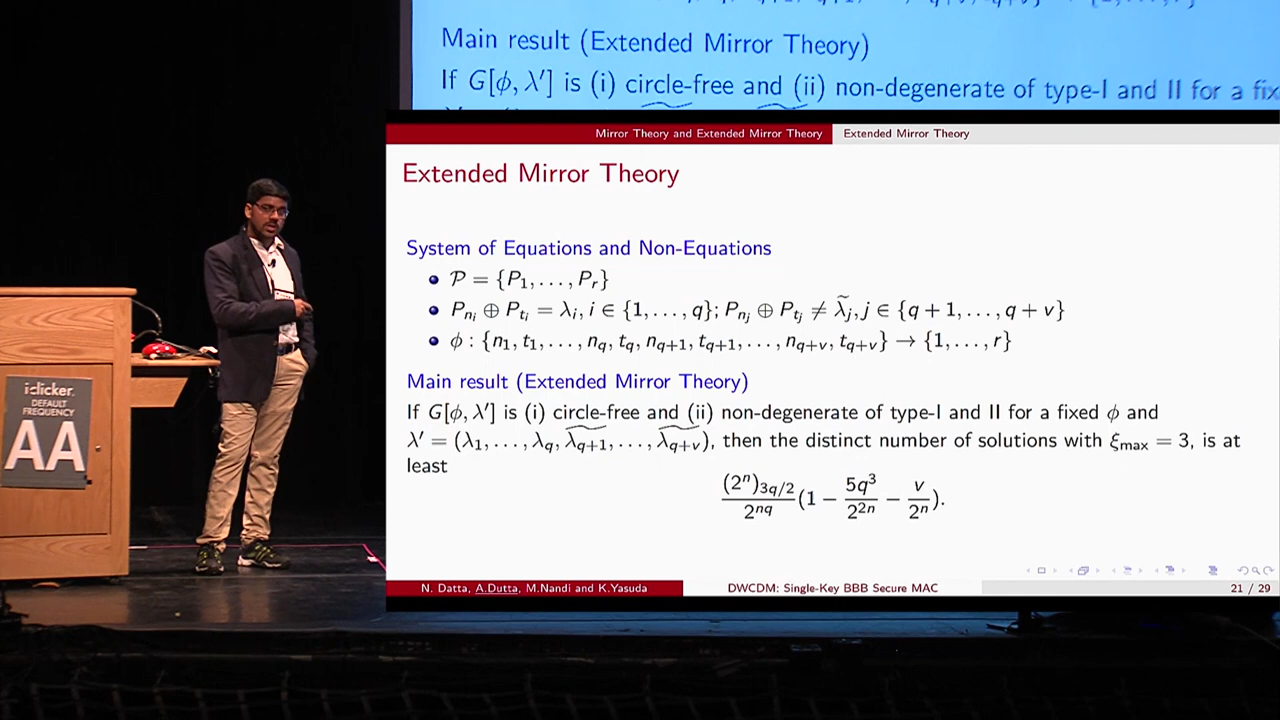 Main result (Extended Mirror Theory)
If G[ϕ, λ′] is (i) circle-free and (ii) non-degenerate of type-I and II for a fix
Mirror Theory and Extended Mirror Theory Extended Mirror Theory
Extended Mirror Theory
System of Equations and Non-Equations
• 𝒫 = {P₁, . . . , Pᵣ}
• P_{n_i} ⊕ P_{t_i} = λ_i, i ∈ {1, . . . , q}; P_{n_j} ⊕ P_{t_j} ≠ λ̃_j, j ∈ {q + 1, . . . , q + v}
• ϕ : {n_1, t_1, . . . , n_q, t_q, n_{q+1}, t_{q+1}, . . . , n_{q+v}, t_{q+v}} → {1, . . . , r}
Main result (Extended Mirror Theory)
If G[ϕ, λ′] is (i) circle-free and (ii) non-degenerate of type-I and II for a fixed ϕ and
λ′ = (λ_1, . . . , λ_q, λ̃_{q+1}, . . . , λ̃_{q+v}), then the distinct number of solutions with ξ_max = 3, is at
least
(2^n)_{3q/2} / 2^{nq} (1 − 5q^3 / 2^{2n} − v / 2^n).
N. Datta, A.Dutta, M.Nandi and K.Yasuda DWCDM: Single-Key BBB Secure MAC 21 / 29
iclicker.
DEFAULT
FREQUENCY
AA